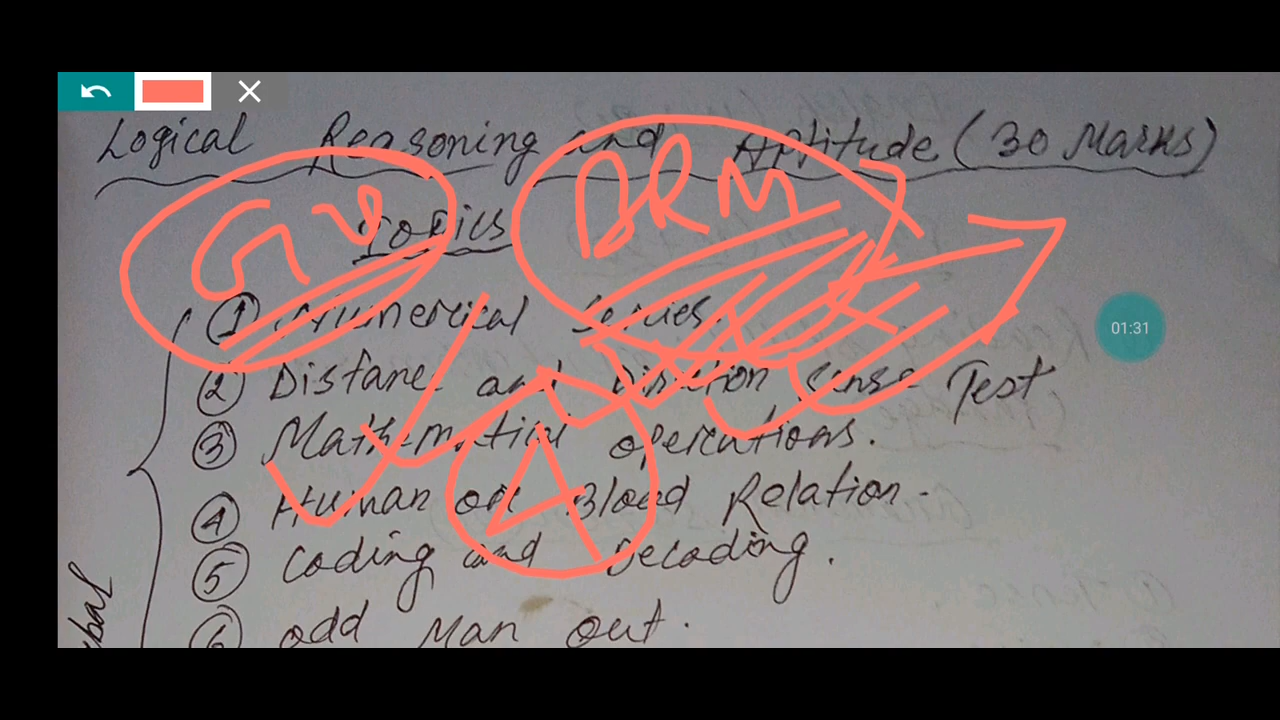 Logical Reasoning and Aptitude (30 Marks)
Topics
① Numerical Series.
② Distance and Direction Sense Test
③ Mathematical operations.
④ Human or Blood Relation.
⑤ Coding and Decoding.
⑥ Odd Man Out.
BRM
A
01:31